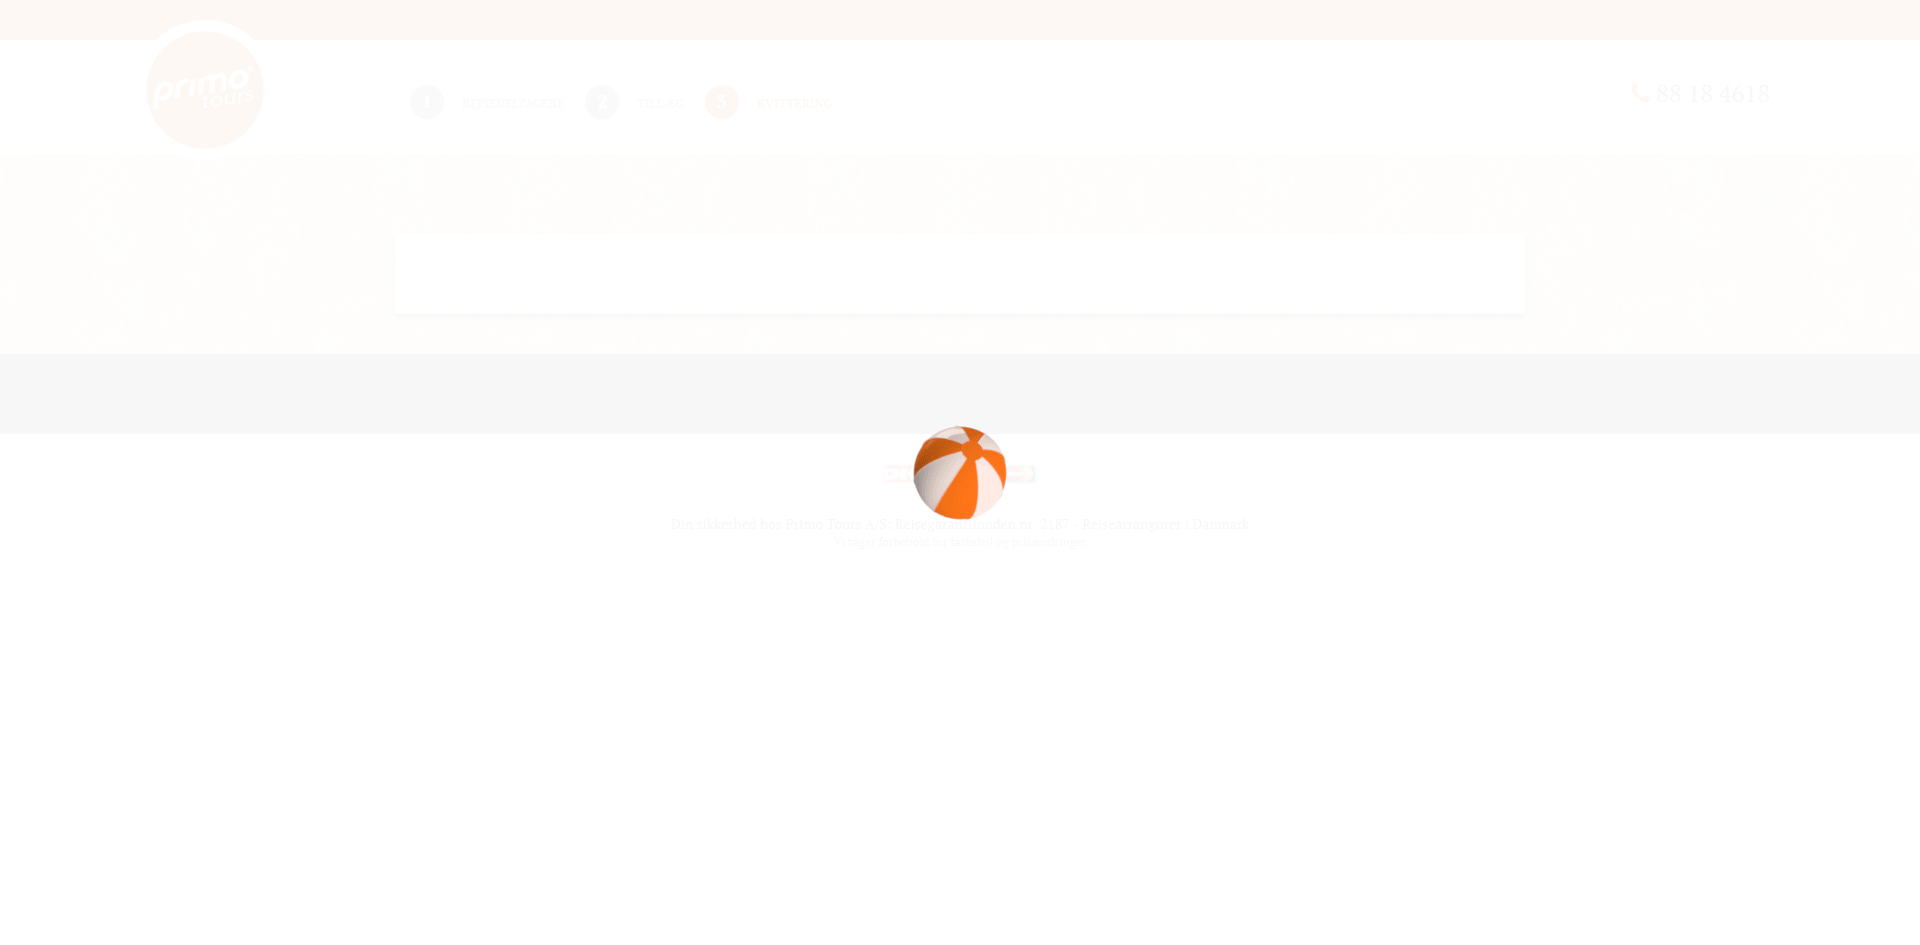 primo
tours
1 REJSEDELTAGERE 2 TILLÆG 3 KVITTERING
88 18 4618
Din sikkerhed hos Primo Tours A/S: Rejsegarantifonden nr. 2187 - Rejsearrangører i Danmark
Vi tager forbehold for tastefejl og prisændringer.